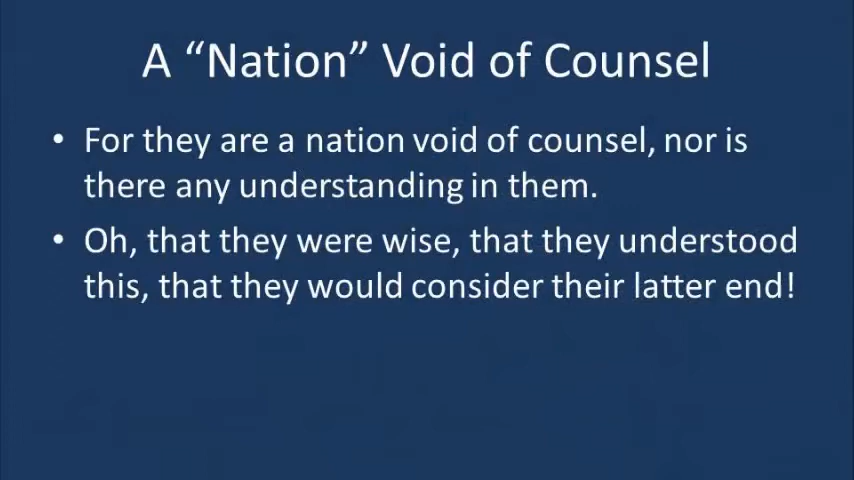 A “Nation” Void of Counsel
• For they are a nation void of counsel, nor is
there any understanding in them.
• Oh, that they were wise, that they understood
this, that they would consider their latter end!